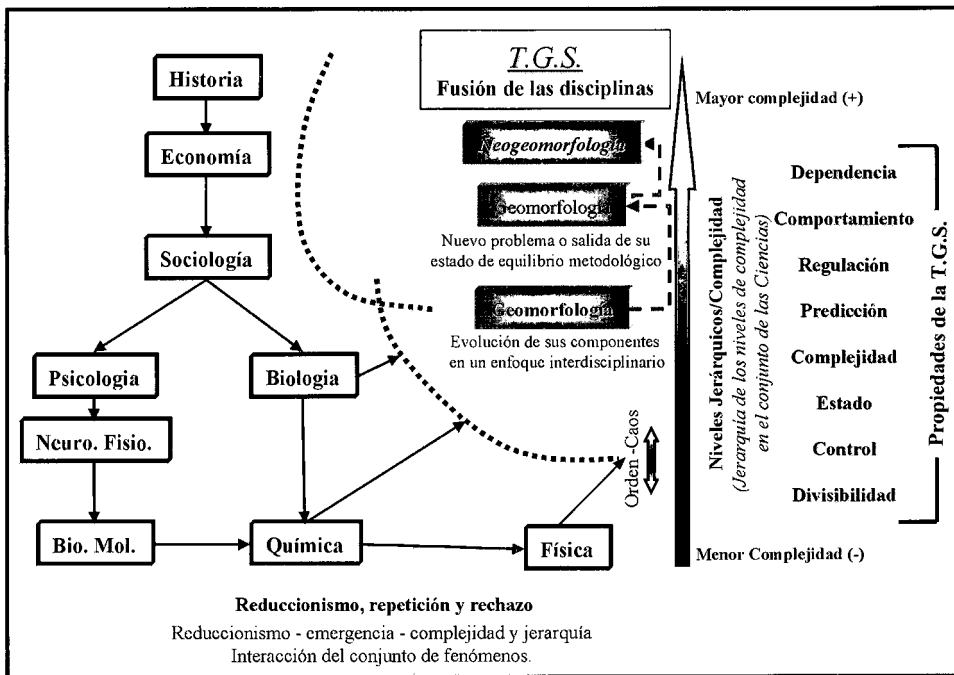 Historia
Economía
Sociología
Psicologia
Biologia
Neuro. Fisio.
Bio. Mol.
Química
Física
Reduccionismo, repetición y rechazo
Reduccionismo - emergencia - complejidad y jerarquía
Interacción del conjunto de fenómenos.
T.G.S.
Fusión de las disciplinas
Neogeomorfología
Geomorfología
Nuevo problema o salida de su
estado de equilibrio metodológico
Geomorfología
Evolución de sus componentes
en un enfoque interdisciplinario
Orden -Caos
Mayor complejidad (+)
Niveles Jerárquicos/Complejidad
(Jerarquía de los niveles de complejidad
en el conjunto de las Ciencias)
Menor Complejidad (-)
Dependencia
Comportamiento
Regulación
Predicción
Complejidad
Estado
Control
Divisibilidad
Propiedades de la T.G.S.